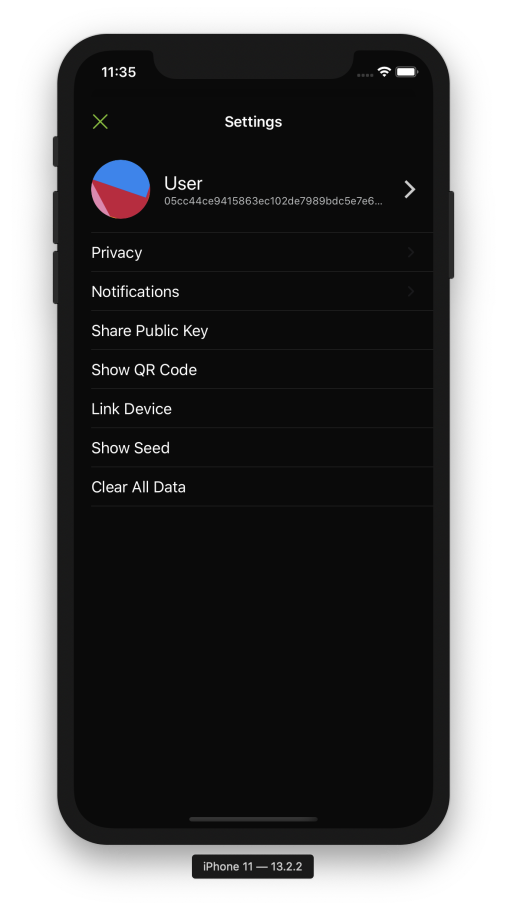 11:35
Settings
User
05cc44ce9415863ec102de7989bdc5e7e6...
Privacy
Notifications
Share Public Key
Show QR Code
Link Device
Show Seed
Clear All Data
iPhone 11 — 13.2.2